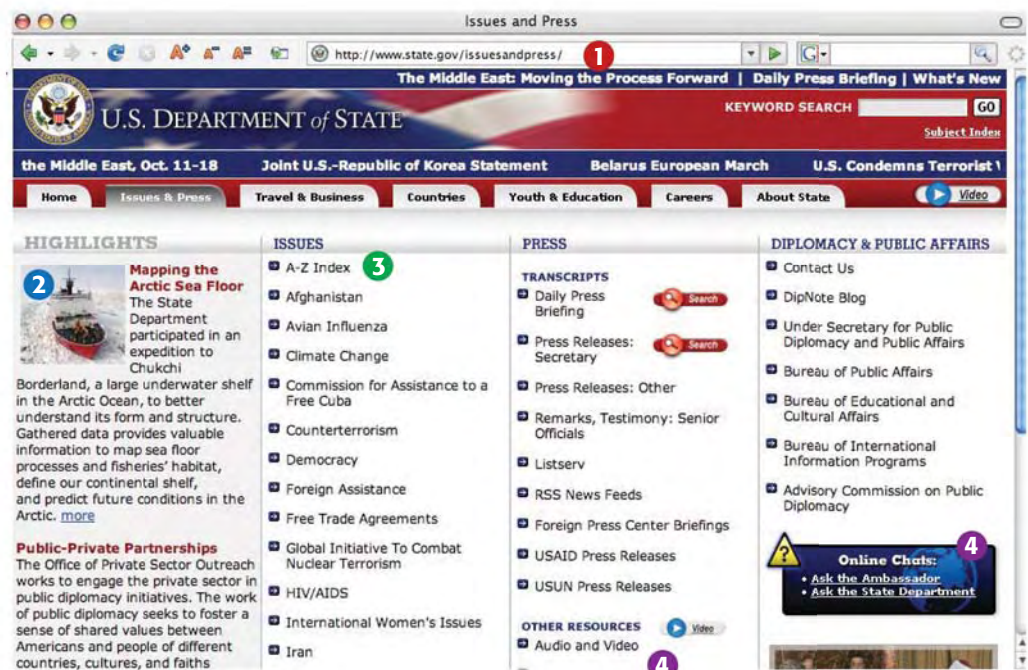 Issues and Press
http://www.state.gov/issuesandpress/
1
G
The Middle East: Moving the Process Forward | Daily Press Briefing | What's New
U.S. DEPARTMENT of STATE
KEYWORD SEARCH GO
Subject Index
the Middle East, Oct. 11-18 Joint U.S.-Republic of Korea Statement Belarus European March U.S. Condemns Terrorist
Home Issues & Press Travel & Business Countries Youth & Education Careers About State Video
HIGHLIGHTS
2
Mapping the
Arctic Sea Floor
The State
Department
participated in an
expedition to
Chukchi
Borderland, a large underwater shelf
in the Arctic Ocean, to better
understand its form and structure.
Gathered data provides valuable
information to map sea floor
processes and fisheries' habitat,
define our continental shelf,
and predict future conditions in the
Arctic. more
Public-Private Partnerships
The Office of Private Sector Outreach
works to engage the private sector in
public diplomacy initiatives. The work
of public diplomacy seeks to foster a
sense of shared values between
Americans and people of different
countries, cultures, and faiths
ISSUES
A-Z Index
3
Afghanistan
Avian Influenza
Climate Change
Commission for Assistance to a
Free Cuba
Counterterrorism
Democracy
Foreign Assistance
Free Trade Agreements
Global Initiative To Combat
Nuclear Terrorism
HIV/AIDS
International Women's Issues
Iran
PRESS
TRANSCRIPTS
Daily Press
Briefing
Search
Press Releases:
Secretary
Search
Press Releases: Other
Remarks, Testimony: Senior
Officials
Listserv
RSS News Feeds
Foreign Press Center Briefings
USAID Press Releases
USUN Press Releases
OTHER RESOURCES Video
Audio and Video
4
DIPLOMACY & PUBLIC AFFAIRS
Contact Us
DipNote Blog
Under Secretary for Public
Diplomacy and Public Affairs
Bureau of Public Affairs
Bureau of Educational and
Cultural Affairs
Bureau of International
Information Programs
Advisory Commission on Public
Diplomacy
?
4
Online Chats:
Ask the Ambassador
Ask the State Department